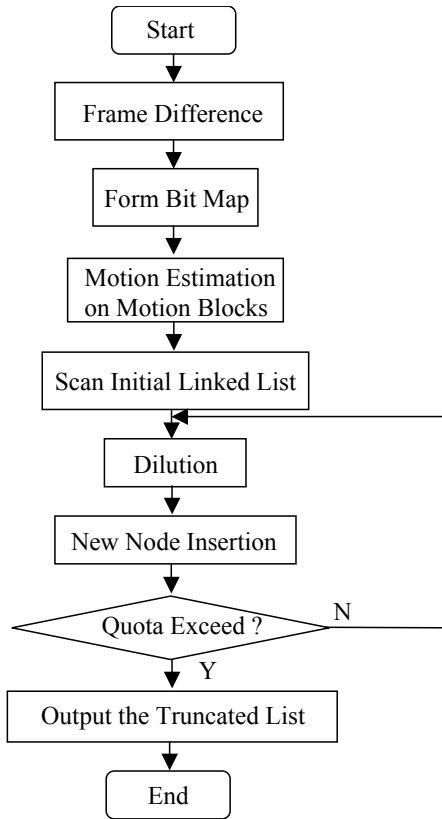 Start
Frame Difference
Form Bit Map
Motion Estimation
on Motion Blocks
Scan Initial Linked List
Dilution
New Node Insertion
Quota Exceed ?
N
Y
Output the Truncated List
End